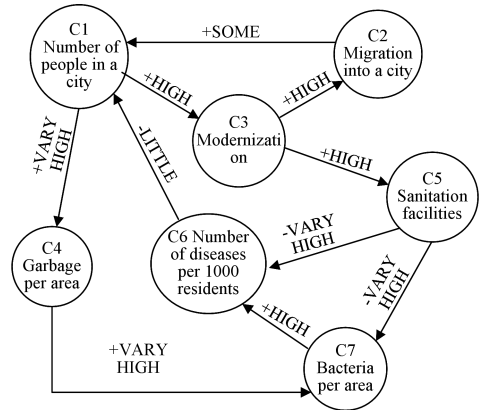 C1
Number of
people in a
city
+SOME
C2
Migration
into a city
+HIGH
+HIGH
C3
Modernizati
on
+HIGH
+VARY
HIGH
-LITTLE
C5
Sanitation
facilities
C4
Garbage
per area
C6 Number
of diseases
per 1000
residents
-VARY
HIGH
-VARY
HIGH
+HIGH
+VARY
HIGH
C7
Bacteria
per area